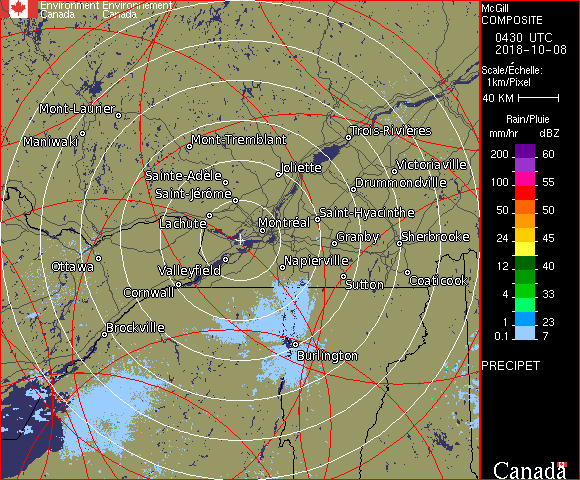 Environment Environnement
Canada Canada
McGill
COMPOSITE
0430 UTC
2018-10-08
Scale/Échelle:
1km/Pixel
40 KM
Rain/Pluie
mm/hr dBZ
200 60
150 57
100 55
50 50
24 45
12 40
4 33
1 23
0.1 7
PRECIPET
Canada
Mont-Laurier
Maniwaki
Mont-Tremblant
Trois-Rivières
Joliette
Victoriaville
Sainte-Adèle
Drummondville
Saint-Jérôme
Saint-Hyacinthe
Lachute
Montréal
Granby
Sherbrooke
Ottawa
Valleyfield
Napierville
Cornwall
Sutton
Coaticook
Brockville
Burlington